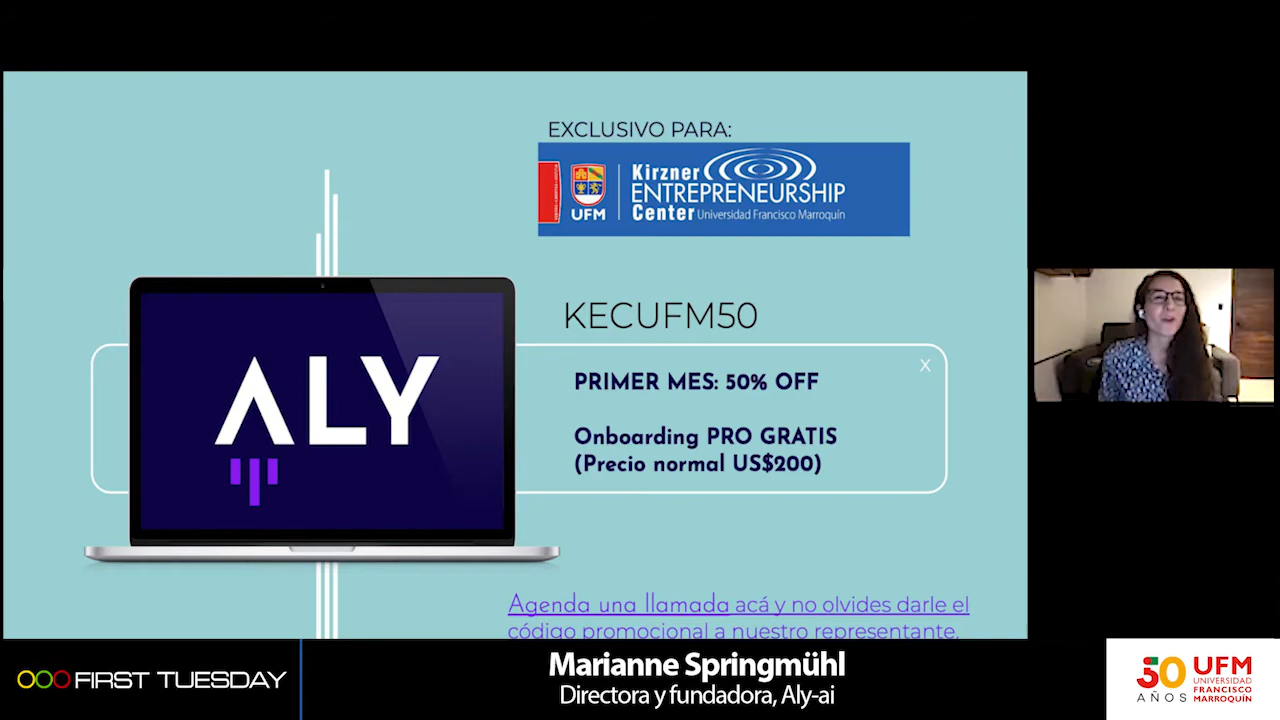 EXCLUSIVO PARA:
UFM
Kirzner
ENTREPRENEURSHIP
Center Universidad Francisco Marroquín
KECUFM50
X
PRIMER MES: 50% OFF
Onboarding PRO GRATIS
(Precio normal US$200)
ALY
Agenda una llamada acá y no olvides darle el
código promocional a nuestro representante.
FIRST TUESDAY
Marianne Springmühl
Directora y fundadora, Aly-ai
50
AÑOS
UFM
UNIVERSIDAD
FRANCISCO
MARROQUÍN